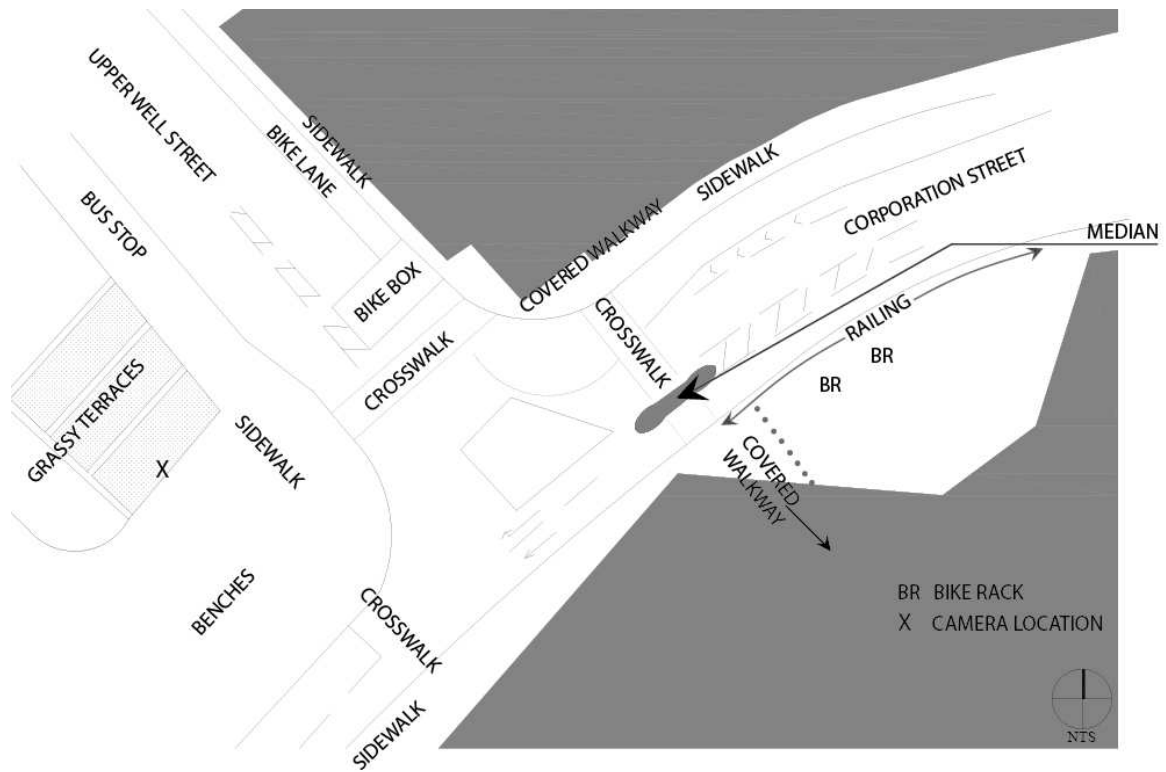 UPPER WELL STREET
BIKE LANE
SIDEWALK
BUS STOP
BIKE BOX
COVERED WALKWAY
SIDEWALK
CORPORATION STREET
MEDIAN
CROSSWALK
CROSSWALK
RAILING
BR
BR
GRASSY TERRACES
X
SIDEWALK
COVERED
WALKWAY
BENCHES
CROSSWALK
SIDEWALK
BR BIKE RACK
X CAMERA LOCATION
NTS